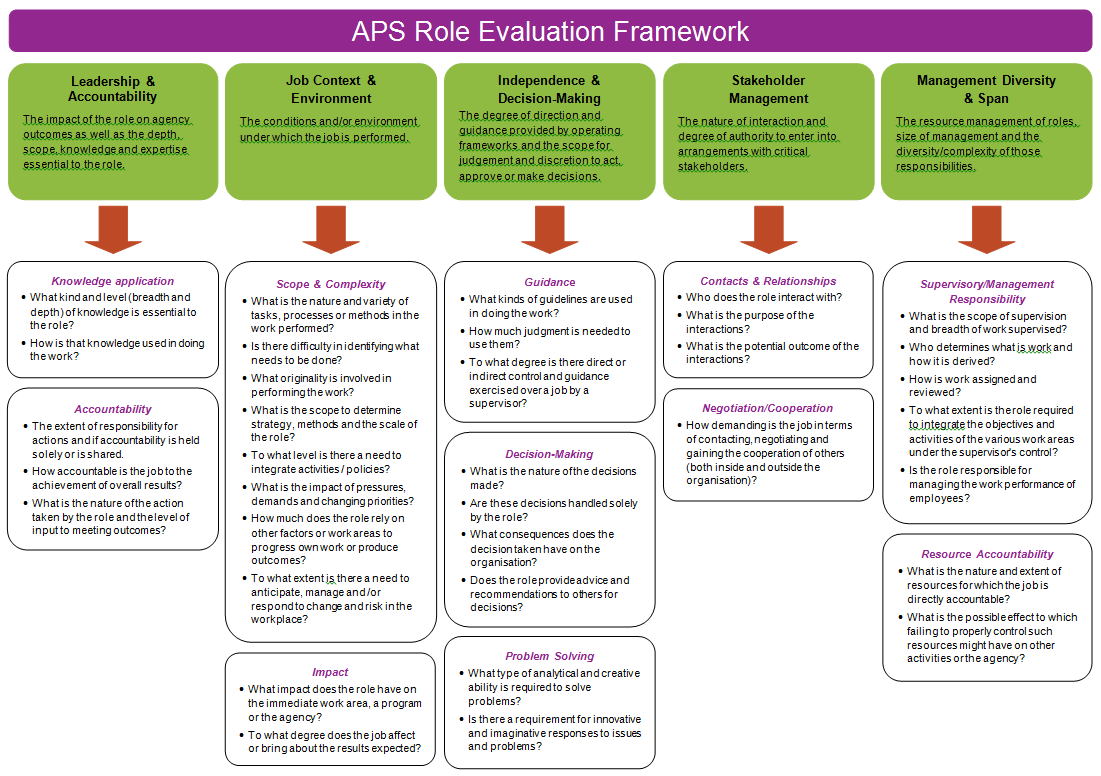 APS Role Evaluation Framework
Leadership &
Accountability
The impact of the role on agency
outcomes as well as the depth,
scope, knowledge and expertise
essential to the role.
Job Context &
Environment
The conditions and/or environment
under which the job is performed.
Independence &
Decision-Making
The degree of direction and
guidance provided by operating
frameworks and the scope for
judgement and discretion to act,
approve or make decisions.
Stakeholder
Management
The nature of interaction and
degree of authority to enter into
arrangements with critical
stakeholders.
Management Diversity
& Span
The resource management of roles,
size of management and the
diversity/complexity of those
responsibilities.
Knowledge application
• What kind and level (breadth and
depth) of knowledge is essential to
the role?
• How is that knowledge used in doing
the work?
Accountability
• The extent of responsibility for
actions and if accountability is held
solely or is shared.
• How accountable is the job to the
achievement of overall results?
• What is the nature of the action
taken by the role and the level of
input to meeting outcomes?
Scope & Complexity
• What is the nature and variety of
tasks, processes or methods in the
work performed?
• Is there difficulty in identifying what
needs to be done?
• What originality is involved in
performing the work?
• What is the scope to determine
strategy, methods and the scale of
the role?
• To what level is there a need to
integrate activities / policies?
• What is the impact of pressures,
demands and changing priorities?
• How much does the role rely on
other factors or work areas to
progress own work or produce
outcomes?
• To what extent is there a need to
anticipate, manage and /or
respond to change and risk in the
workplace?
Impact
• What impact does the role have on
the immediate work area, a program
or the agency?
• To what degree does the job affect
or bring about the results expected?
Guidance
• What kinds of guidelines are used
in doing the work?
• How much judgment is needed to
use them?
• To what degree is there direct or
indirect control and guidance
exercised over a job by a
supervisor?
Decision-Making
• What is the nature of the decisions
made?
• Are these decisions handled solely
by the role?
• What consequences does the
decision taken have on the
organisation?
• Does the role provide advice and
recommendations to others for
decisions?
Problem Solving
• What type of analytical and creative
ability is required to solve
problems?
• Is there a requirement for innovative
and imaginative responses to issues
and problems?
Contacts & Relationships
• Who does the role interact with?
• What is the purpose of the
interactions?
• What is the potential outcome of the
interactions?
Negotiation/Cooperation
• How demanding is the job in terms
of contacting, negotiating and
gaining the cooperation of others
(both inside and outside the
organisation)?
Supervisory/Management
Responsibility
• What is the scope of supervision
and breadth of work supervised?
• Who determines what is work and
how it is derived?
• How is work assigned and
reviewed?
• To what extent is the role required
to integrate the objectives and
activities of the various work areas
under the supervisor's control?
• Is the role responsible for
managing the work performance of
employees?
Resource Accountability
• What is the nature and extent of
resources for which the job is
directly accountable?
• What is the possible effect to which
failing to properly control such
resources might have on other
activities or the agency?